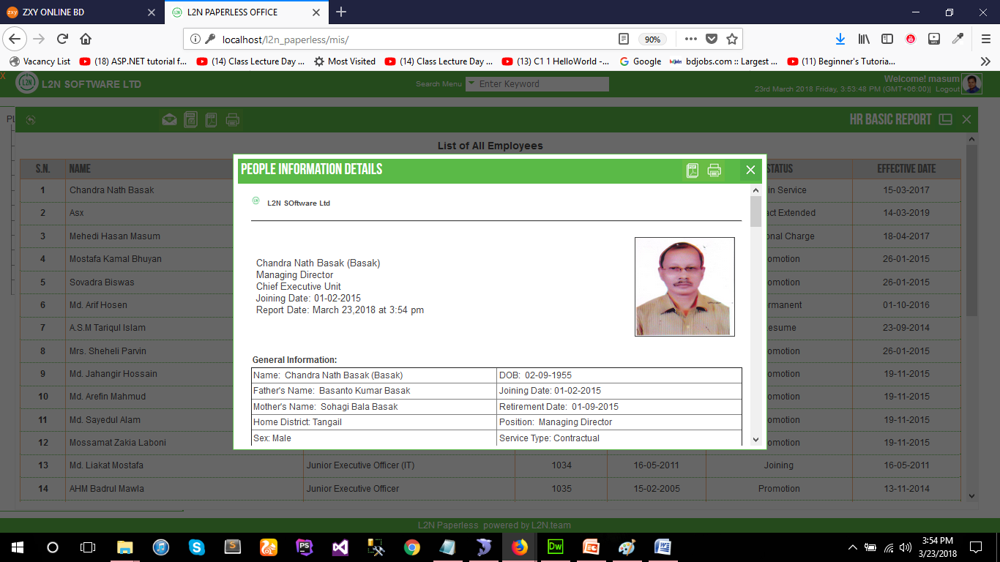 ZXY ONLINE BD
L2N PAPERLESS OFFICE
localhost/l2n_paperless/mis/
90%
Vacancy List
(18) ASP.NET tutorial f...
(14) Class Lecture Day ...
Most Visited
(14) Class Lecture Day ...
(13) C1 1 HelloWorld -...
Google
bdjobs.com :: Largest ...
(11) Beginner's Tutoria...
X
L2N SOFTWARE LTD
Search Menu
Enter Keyword
Welcome! masum
23rd March 2018 Friday, 3:53:48 PM (GMT+06:00)| Logout
HR BASIC REPORT
List of All Employees
S.N. NAME STATUS EFFECTIVE DATE
1 Chandra Nath Basak in Service 15-03-2017
2 Asx Extended 14-03-2019
3 Mehedi Hasan Masum Charge 18-04-2017
4 Mostafa Kamal Bhuyan omotion 26-01-2015
5 Sovadra Biswas omotion 26-01-2015
6 Md. Arif Hosen rmanent 01-10-2016
7 A.S.M Tariqul Islam esume 23-09-2014
8 Mrs. Sheheli Parvin omotion 26-01-2015
9 Md. Jahangir Hossain omotion 19-11-2015
10 Md. Arefin Mahmud omotion 19-11-2015
11 Md. Sayedul Alam omotion 19-11-2015
12 Mossamat Zakia Laboni omotion 19-11-2015
13 Md. Liakat Mostafa Junior Executive Officer (IT) 1034 16-05-2011 Joining 16-05-2011
14 AHM Badrul Mawla Junior Executive Officer 1035 15-02-2005 Promotion 13-11-2014
PEOPLE INFORMATION DETAILS
L2N SOftware Ltd
Chandra Nath Basak (Basak)
Managing Director
Chief Executive Unit
Joining Date: 01-02-2015
Report Date: March 23,2018 at 3:54 pm
General Information:
Name: Chandra Nath Basak (Basak) DOB: 02-09-1955
Father's Name: Basanto Kumar Basak Joining Date: 01-02-2015
Mother's Name: Sohagi Bala Basak Retirement Date: 01-09-2015
Home District: Tangail Position: Managing Director
Sex: Male Service Type: Contractual
L2N Paperless powered by L2N.team
3:54 PM
3/23/2018